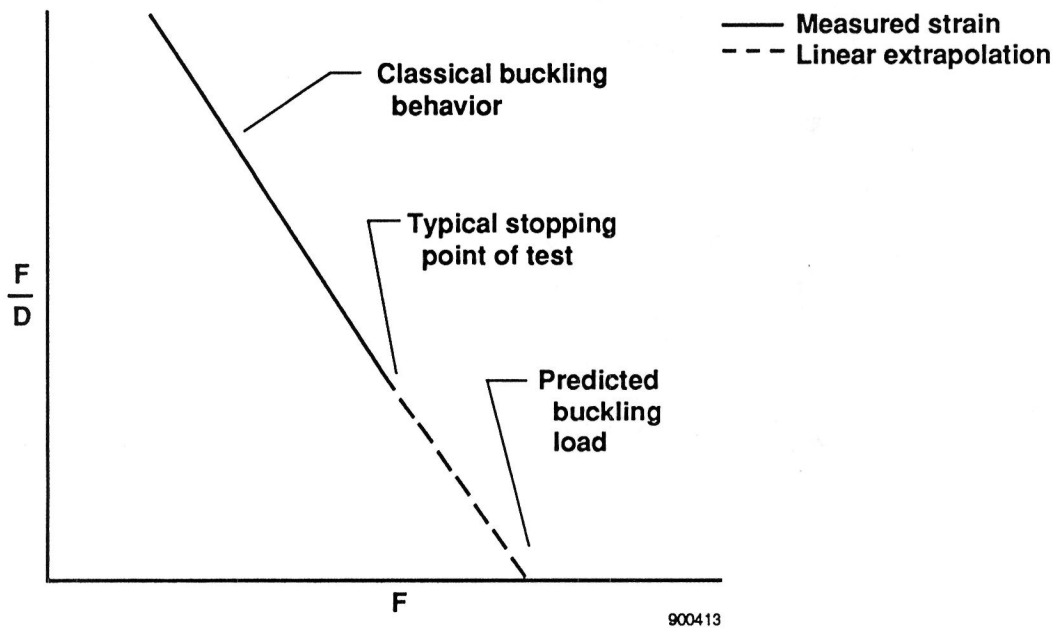 Measured strain
Linear extrapolation
Classical buckling
behavior
Typical stopping
point of test
F
D
Predicted
buckling
load
F
900413